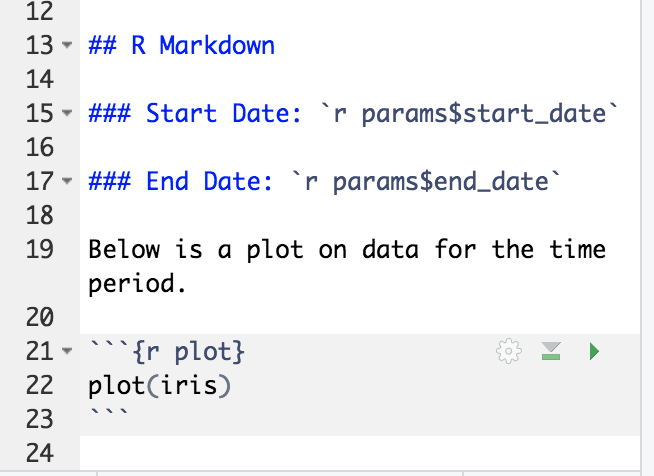 12
13 ## R Markdown
14
15 ### Start Date: `r params$start_date`
16
17 ### End Date: `r params$end_date`
18
19 Below is a plot on data for the time
period.
20
21 ```{r plot}
22 plot(iris)
23 ```
24